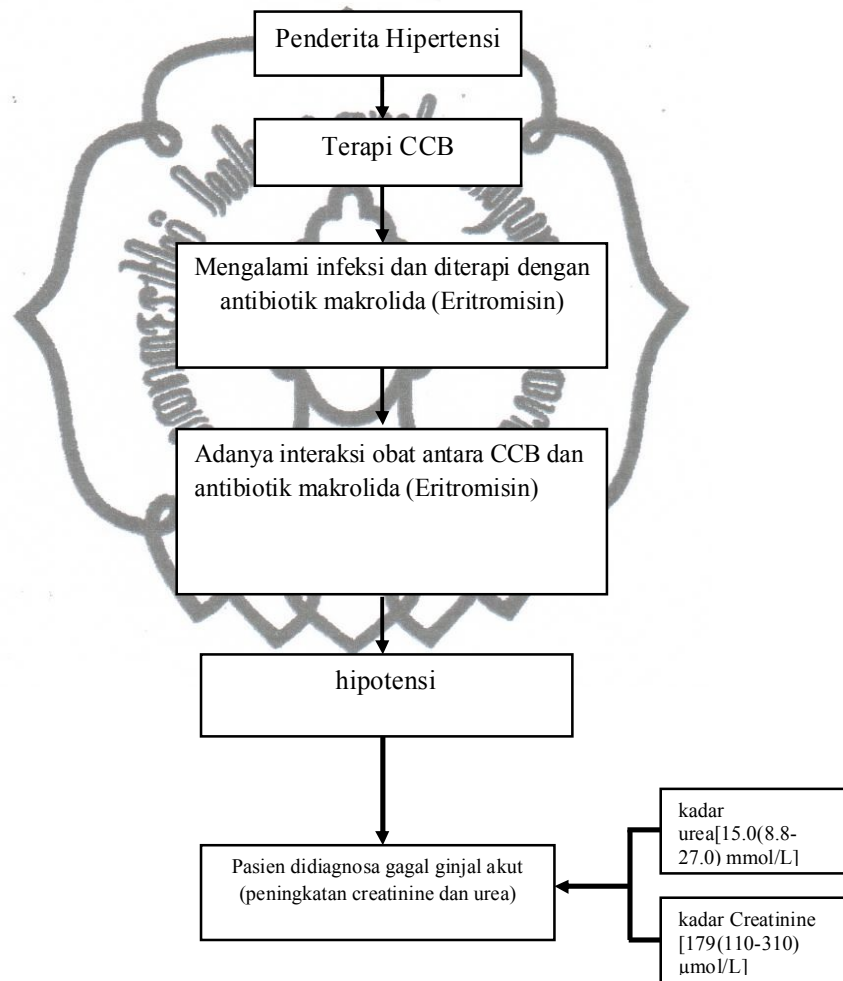 Penderita Hipertensi
Terapi CCB
Mengalami infeksi dan diterapi dengan
antibiotik makrolida (Eritromisin)
Adanya interaksi obat antara CCB dan
antibiotik makrolida (Eritromisin)
hipotensi
Pasien didiagnosa gagal ginjal akut
(peningkatan creatinine dan urea)
kadar
urea[15.0(8.8-
27.0) mmol/L]
kadar Creatinine
[179(110-310)
µmol/L]